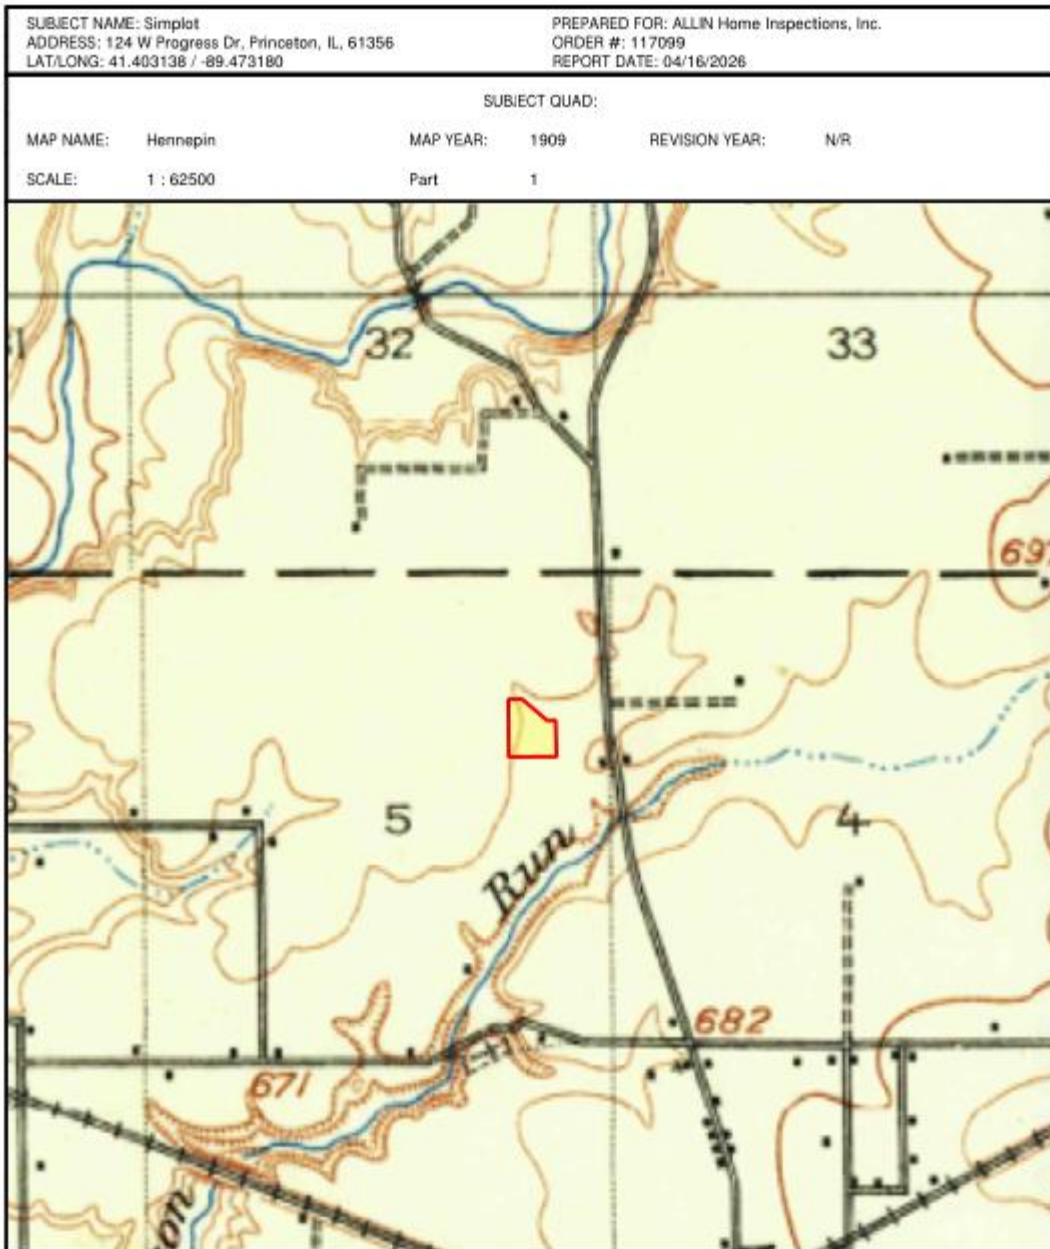 SUBJECT NAME: Simplot
ADDRESS: 124 W Progress Dr, Princeton, IL, 61356
LAT/LONG: 41.403138 / -89.473180
PREPARED FOR: ALLIN Home Inspections, Inc.
ORDER #: 117099
REPORT DATE: 04/16/2026
SUBJECT QUAD:
MAP NAME: Hennepin MAP YEAR: 1909 REVISION YEAR: N/R
SCALE: 1 : 62500 Part 1
32
33
5
4
Run
682
671